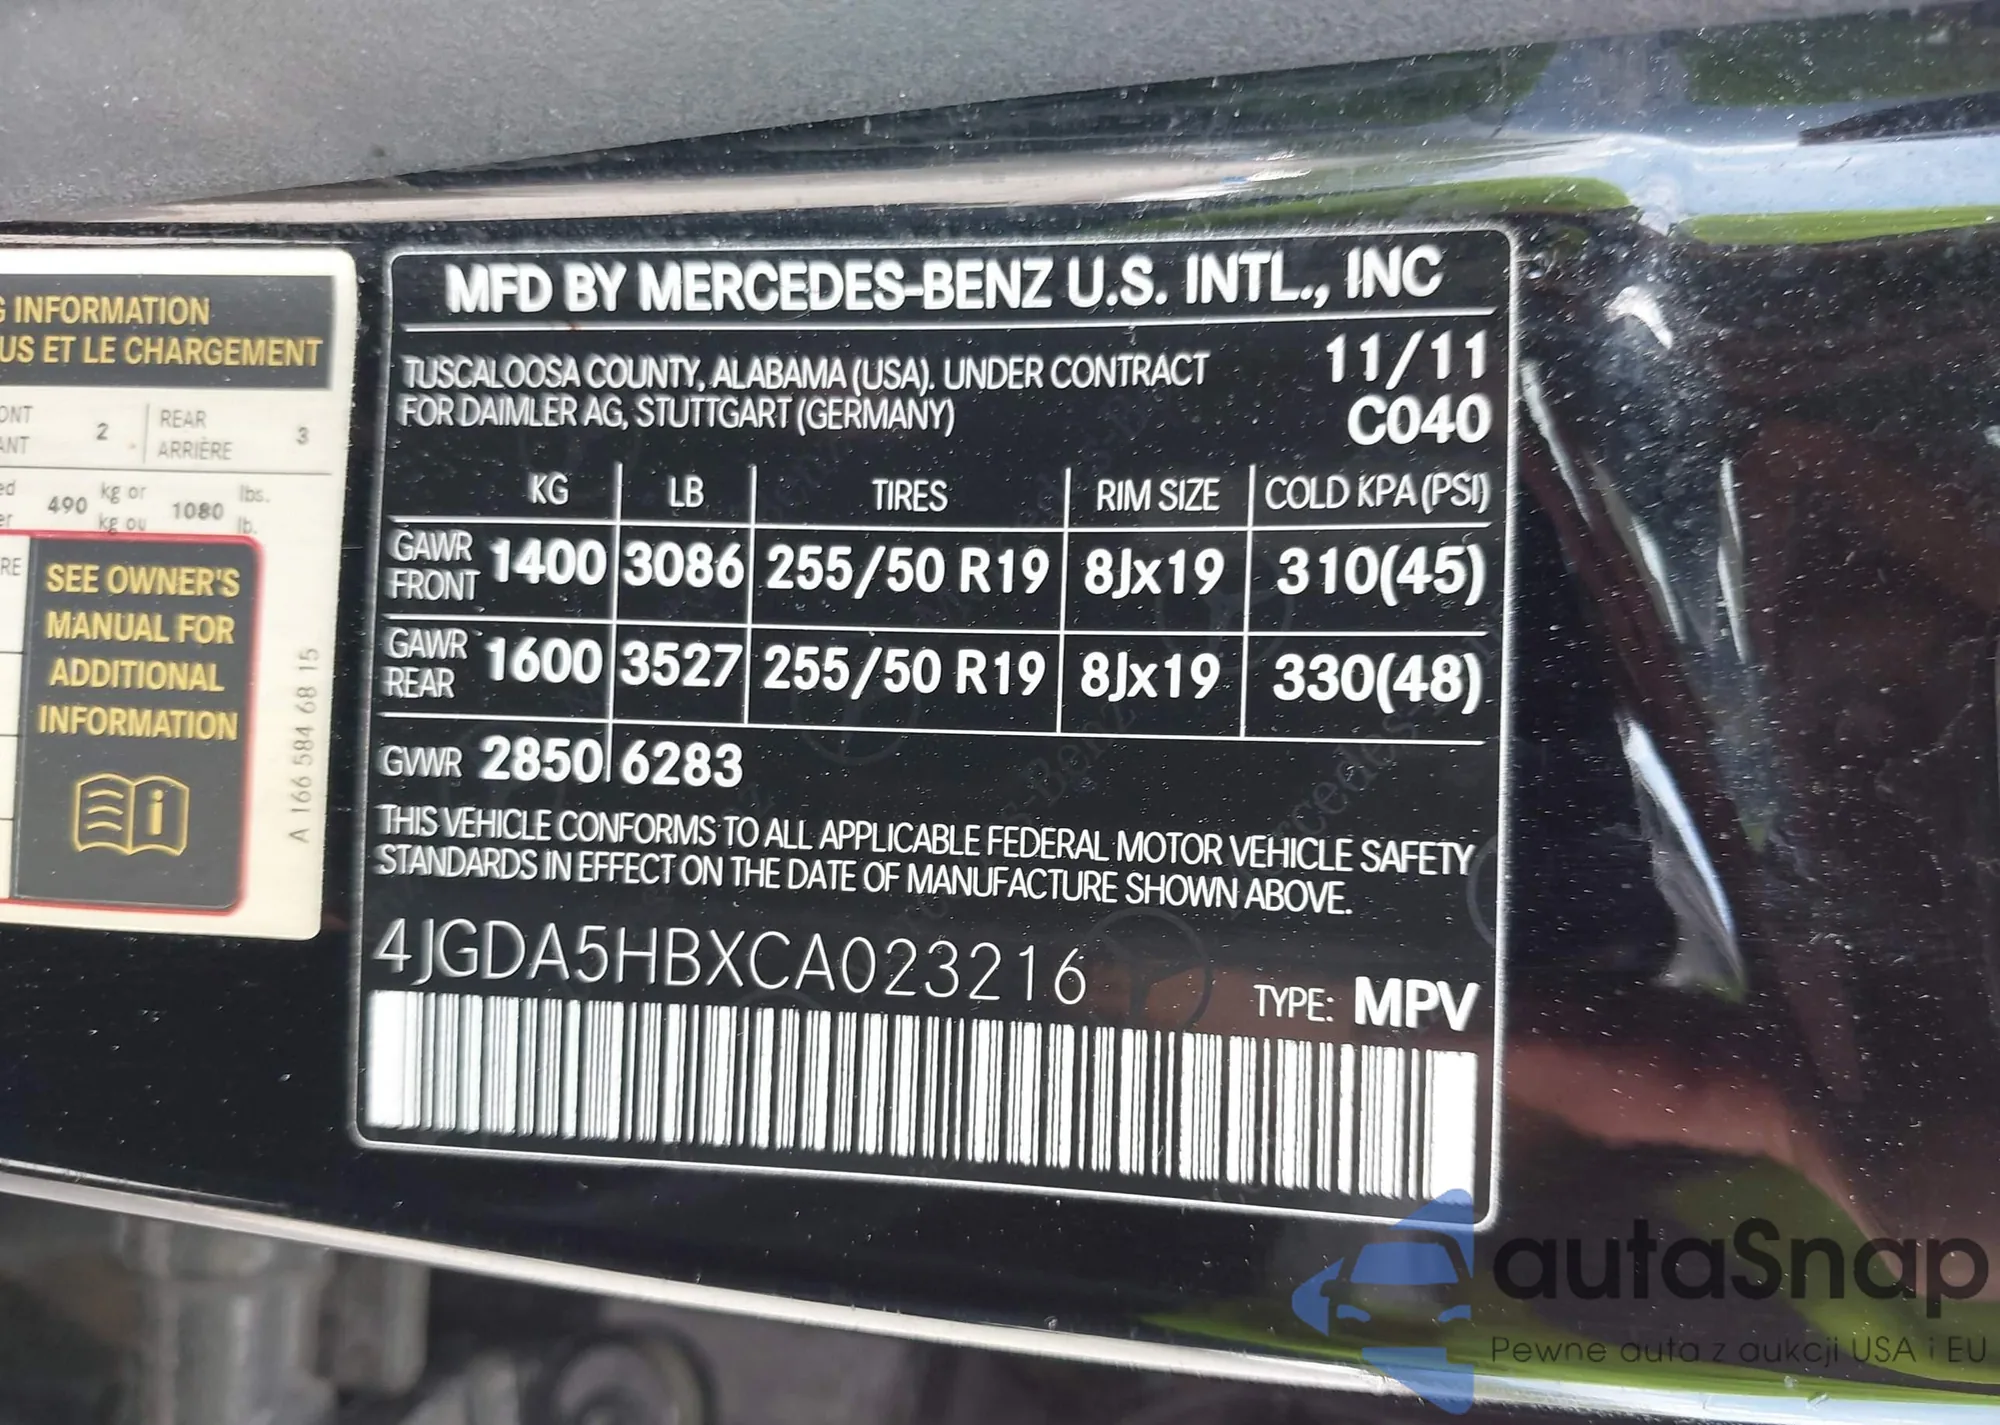 G INFORMATION
US ET LE CHARGEMENT
ONT
ANT
2
REAR
ARRIÈRE
3
490 kg or 1080 lbs.
kg ou lb.
RE
SEE OWNER'S
MANUAL FOR
ADDITIONAL
INFORMATION
i
A 166 584 68 15
MFD BY MERCEDES-BENZ U.S. INTL., INC
TUSCALOOSA COUNTY, ALABAMA (USA). UNDER CONTRACT 11/11
FOR DAIMLER AG, STUTTGART (GERMANY) C040
KG LB TIRES RIM SIZE COLD KPA(PSI)
GAWR FRONT 1400 3086 255/50 R19 8Jx19 310(45)
GAWR REAR 1600 3527 255/50 R19 8Jx19 330(48)
GVWR 2850 6283
THIS VEHICLE CONFORMS TO ALL APPLICABLE FEDERAL MOTOR VEHICLE SAFETY
STANDARDS IN EFFECT ON THE DATE OF MANUFACTURE SHOWN ABOVE.
4JGDA5HBXCA023216
TYPE: MPV
autaSnap
Pewne auta z aukcji USA i EU